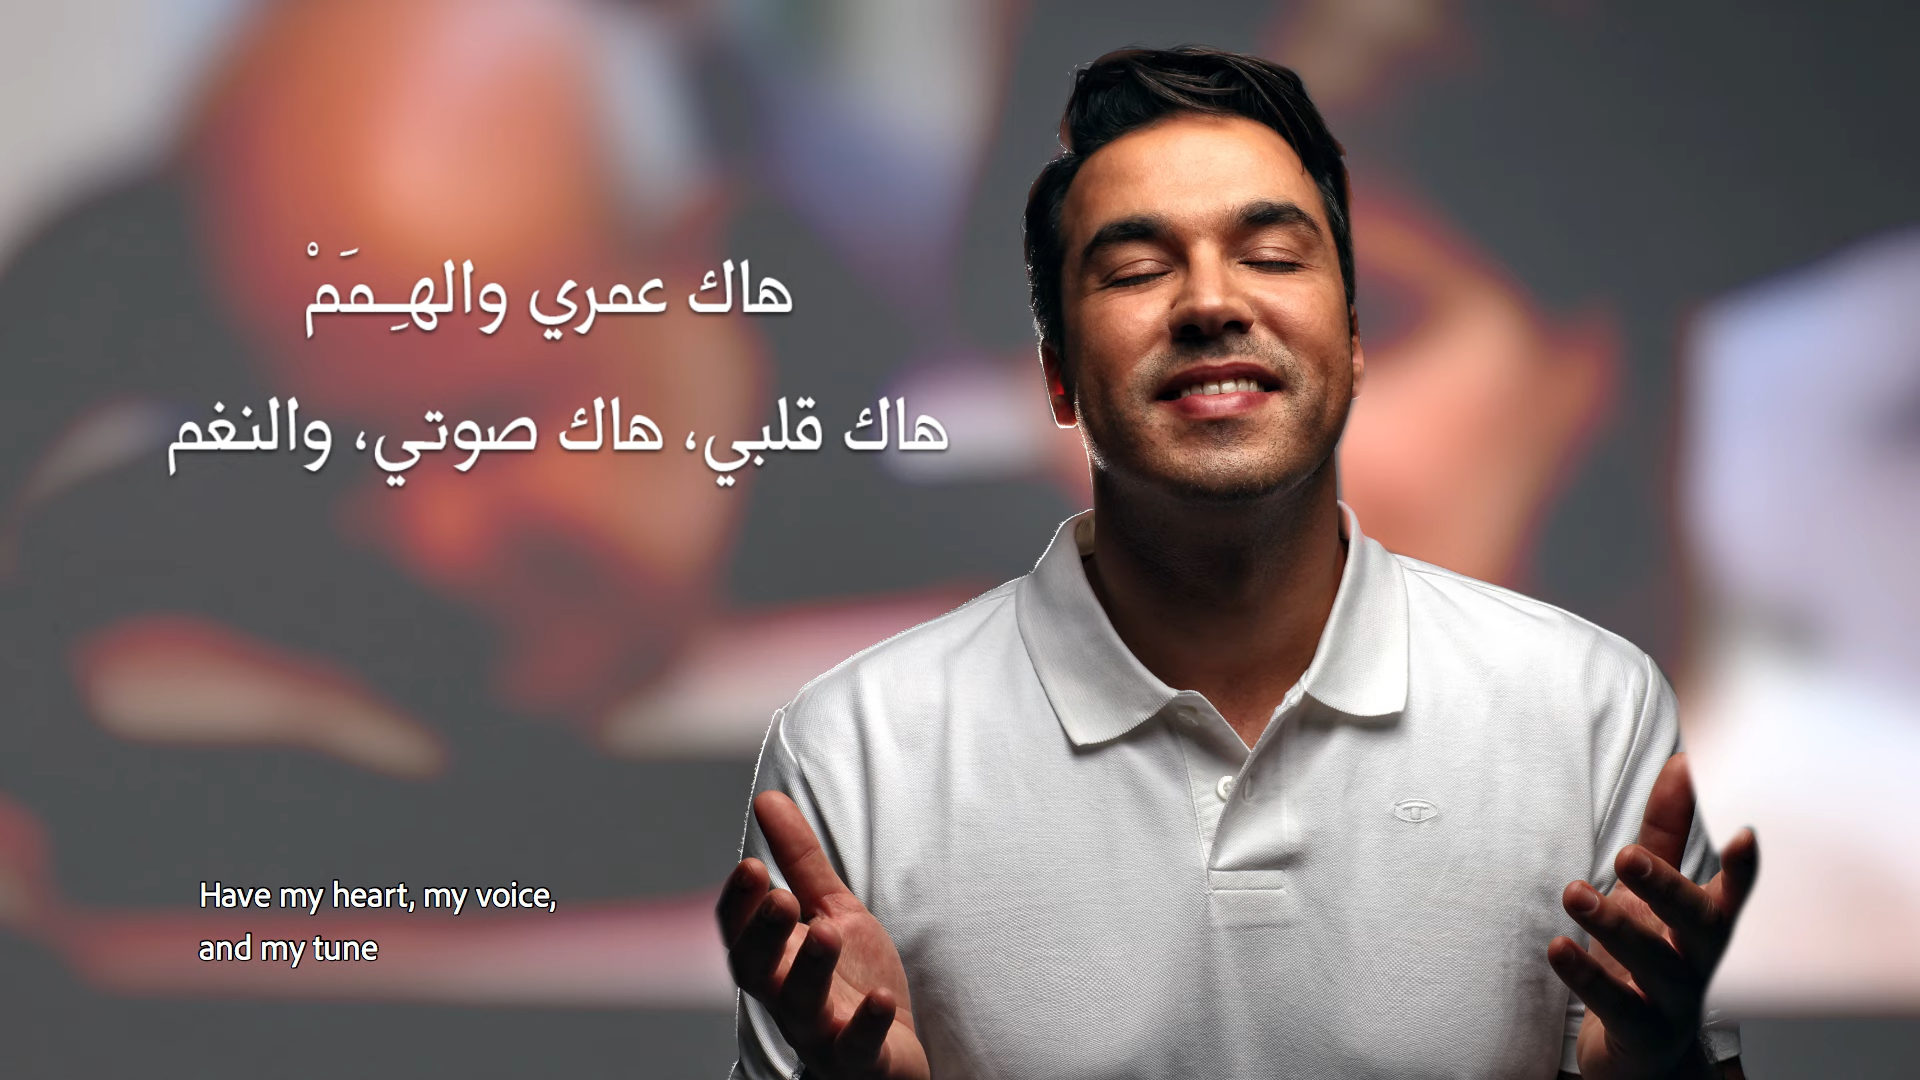 هاك عمري والهِـمَمْ
هاك قلبي، هاك صوتي، والنغم
Have my heart, my voice,
and my tune